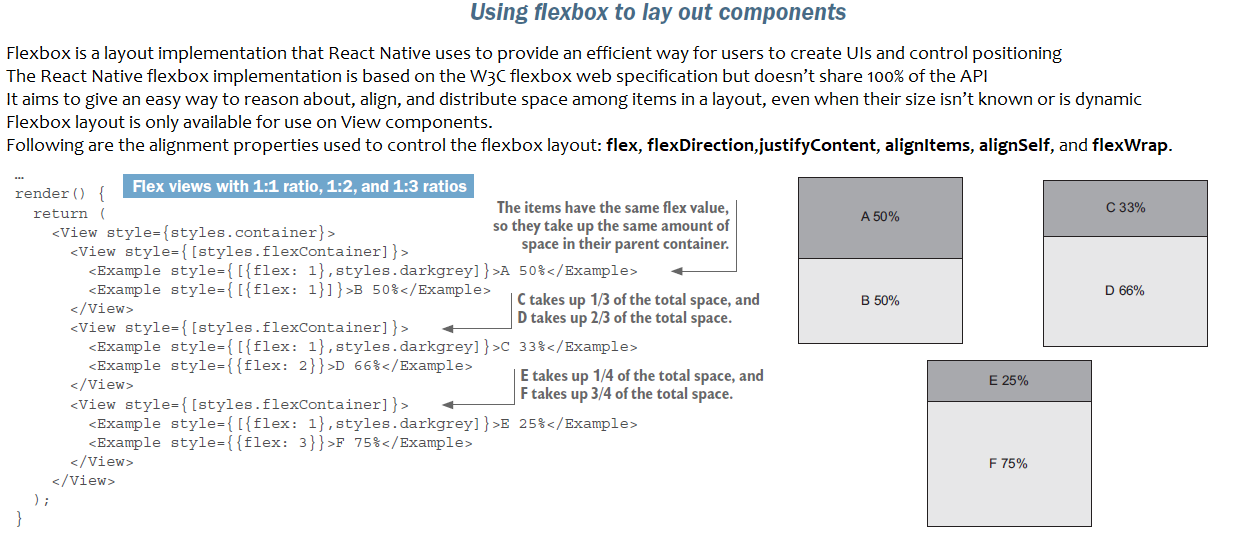 Using flexbox to lay out components
Flexbox is a layout implementation that React Native uses to provide an efficient way for users to create UIs and control positioning
The React Native flexbox implementation is based on the W3C flexbox web specification but doesn’t share 100% of the API
It aims to give an easy way to reason about, align, and distribute space among items in a layout, even when their size isn’t known or is dynamic
Flexbox layout is only available for use on View components.
Following are the alignment properties used to control the flexbox layout: flex, flexDirection,justifyContent, alignItems, alignSelf, and flexWrap.
…
render() {
Flex views with 1:1 ratio, 1:2, and 1:3 ratios
return (
<View style={styles.container}>
<View style={[styles.flexContainer]}>
<Example style={[{flex: 1},styles.darkgrey]}>A 50%</Example>
<Example style={[{flex: 1}]}>B 50%</Example>
</View>
<View style={[styles.flexContainer]}>
<Example style={[{flex: 1},styles.darkgrey]}>C 33%</Example>
<Example style={{flex: 2}}>D 66%</Example>
</View>
<View style={[styles.flexContainer]}>
<Example style={[{flex: 1},styles.darkgrey]}>E 25%</Example>
<Example style={{flex: 3}}>F 75%</Example>
</View>
</View>
);
}
The items have the same flex value,
so they take up the same amount of
space in their parent container.
C takes up 1/3 of the total space, and
D takes up 2/3 of the total space.
E takes up 1/4 of the total space, and
F takes up 3/4 of the total space.
A 50%
B 50%
C 33%
D 66%
E 25%
F 75%